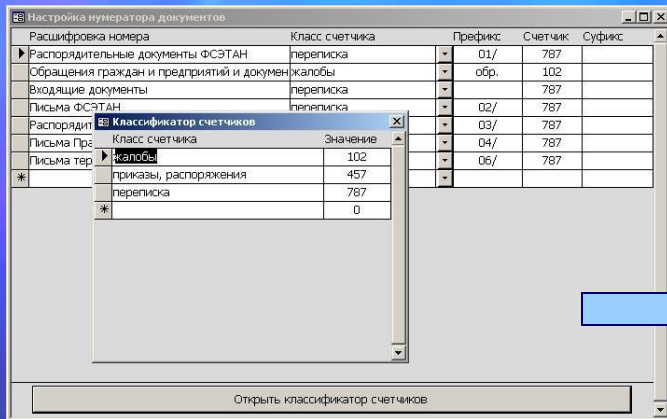 Настройка нумератора документов
Расшифровка номера Класс счетчика Префикс Счетчик Суфикс
Распорядительные документы ФСЭТАН переписка 01/ 787
Обращения граждан и предприятий и докумен жалобы обр. 102
Входящие документы переписка 787
Письма ФСЭТАН переписка 02/ 787
Распорядит 03/ 787
Письма Пра 04/ 787
Письма тер 06/ 787
Классификатор счетчиков
Класс счетчика Значение
жалобы 102
приказы, распоряжения 457
переписка 787
0
Открыть классификатор счетчиков